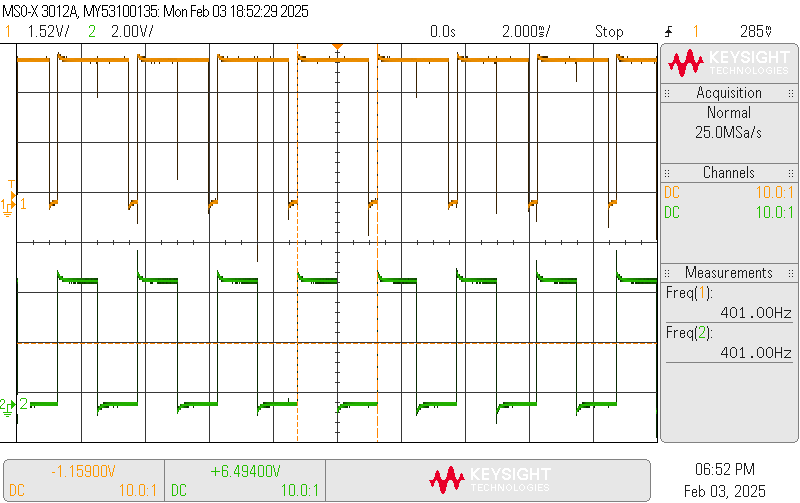 MSO-X 3012A, MY53100135: Mon Feb 03 18:52:29 2025
1 1.52V/ 2 2.00V/ 0.0s 2.000ms/ Stop 1 285mV
KEYSIGHT
TECHNOLOGIES
Acquisition
Normal
25.0MSa/s
Channels
DC 10.0:1
DC 10.0:1
Measurements
Freq(1):
401.00Hz
Freq(2):
401.00Hz
T
1 1
2 2
-1.15900V
DC 10.0:1
+6.49400V
DC 10.0:1
KEYSIGHT
TECHNOLOGIES
06:52 PM
Feb 03, 2025